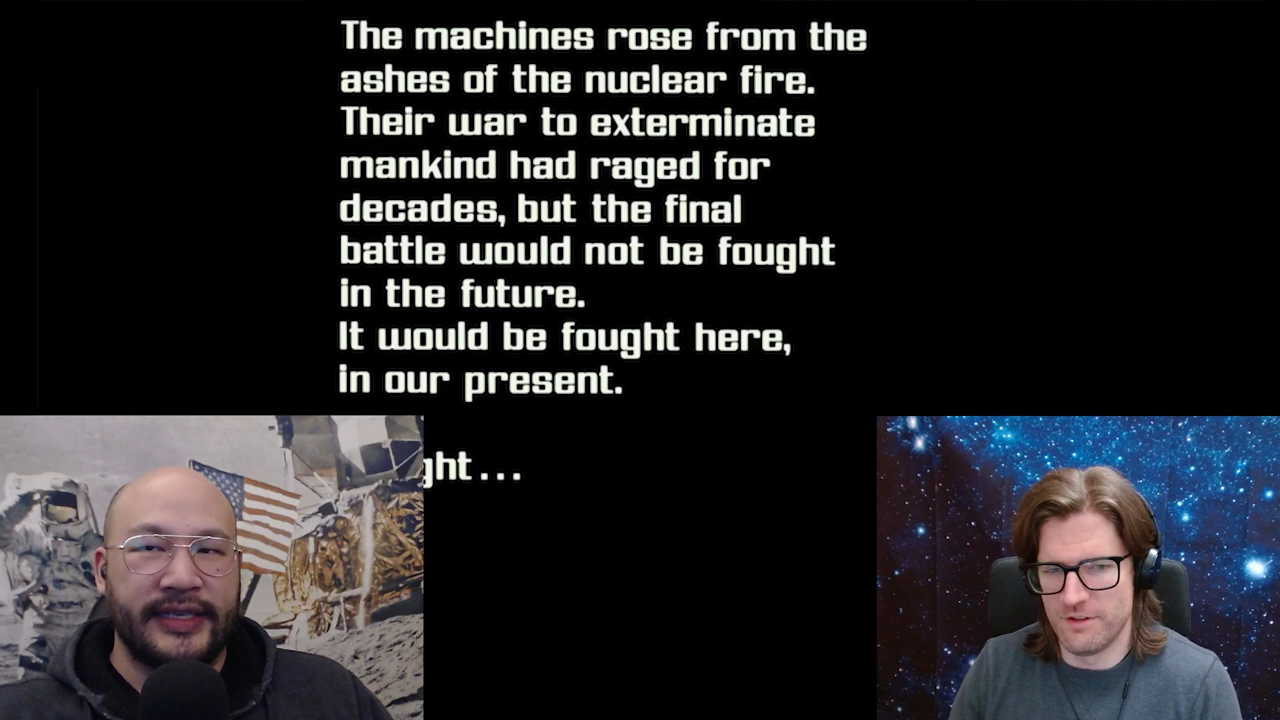 The machines rose from the
ashes of the nuclear fire.
Their war to exterminate
mankind had raged for
decades, but the final
battle would not be fought
in the future.
It would be fought here,
in our present.
ght...